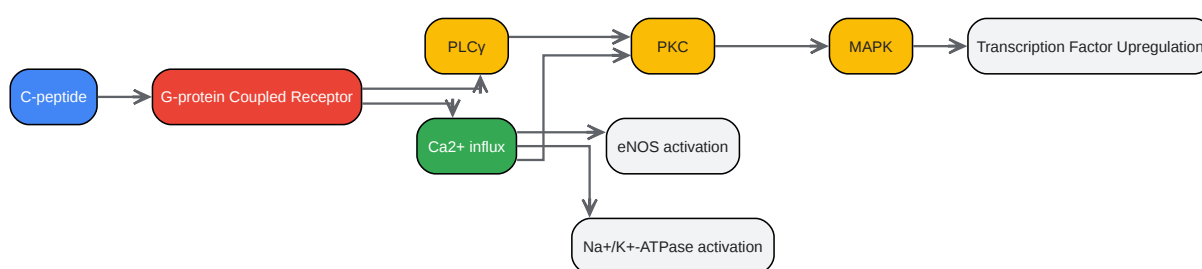 PLCγ
PKC
MAPK
Transcription Factor Upregulation
C-peptide
G-protein Coupled Receptor
Ca2+ influx
eNOS activation
Na+/K+-ATPase activation